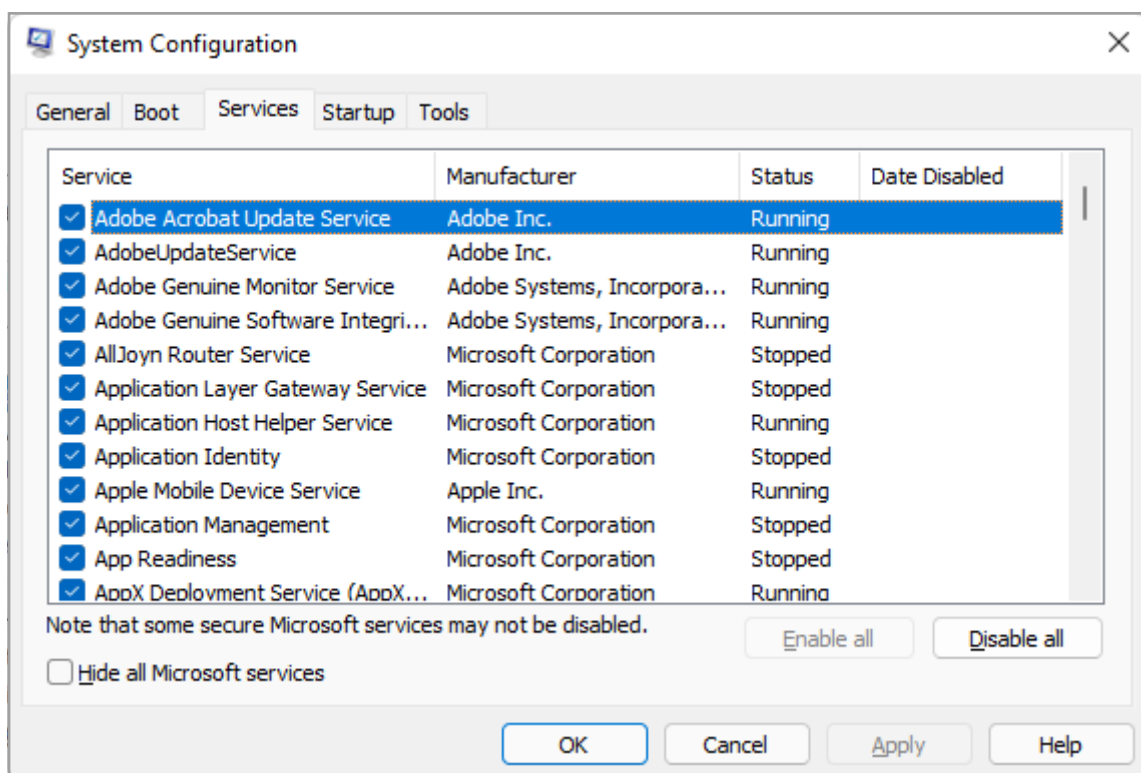 System Configuration
General Boot Services Startup Tools
Service Manufacturer Status Date Disabled
Adobe Acrobat Update Service Adobe Inc. Running
AdobeUpdateService Adobe Inc. Running
Adobe Genuine Monitor Service Adobe Systems, Incorpora... Running
Adobe Genuine Software Integri... Adobe Systems, Incorpora... Running
AllJoyn Router Service Microsoft Corporation Stopped
Application Layer Gateway Service Microsoft Corporation Stopped
Application Host Helper Service Microsoft Corporation Running
Application Identity Microsoft Corporation Stopped
Apple Mobile Device Service Apple Inc. Running
Application Management Microsoft Corporation Stopped
App Readiness Microsoft Corporation Stopped
AppX Deployment Service (AppX... Microsoft Corporation Running
Note that some secure Microsoft services may not be disabled.
Enable all Disable all
Hide all Microsoft services
OK Cancel Apply Help